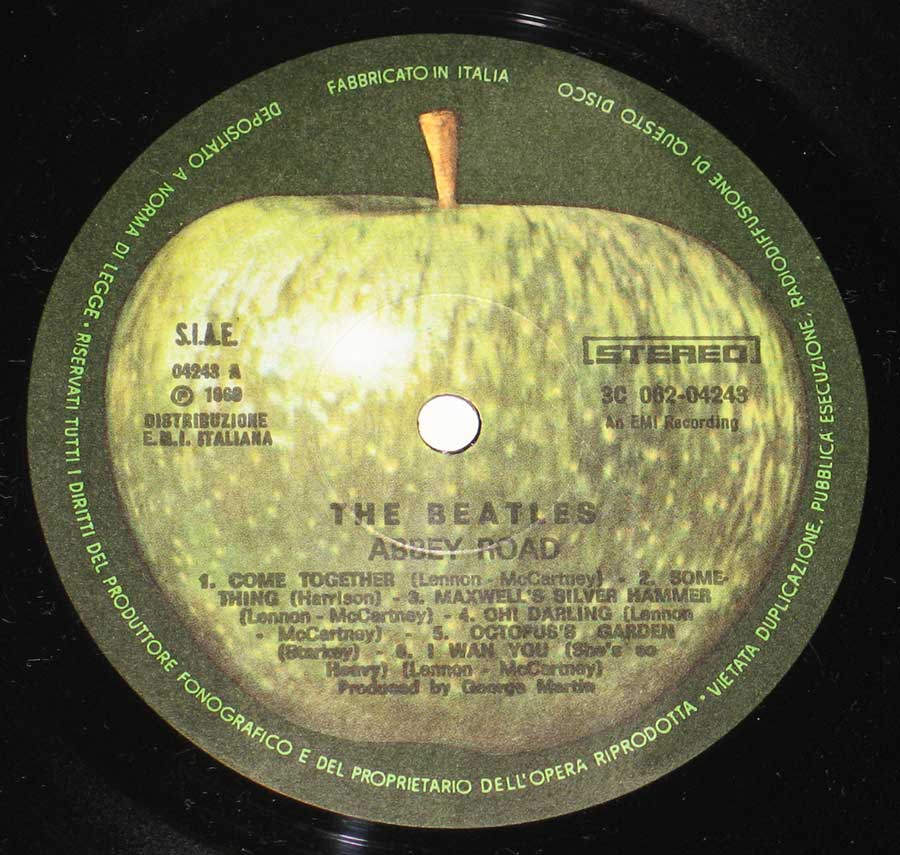 FABBRICATO IN ITALIA
DEPOSITATO A NORMA DI LEGGE • RISERVATI TUTTI I DIRITTI DEL PRODUTTORE FONOGRAFICO E DEL PROPRIETARIO DELL'OPERA RIPRODOTTA • VIETATA DUPLICAZIONE, PUBBLICA ESECUZIONE, RADIODIFFUSIONE DI QUESTO DISCO
S.I.A.E.
04243 A
Ⓟ 1969
DISTRIBUZIONE
E.M.I. ITALIANA
STEREO
3C 062-04243
An EMI Recording
THE BEATLES
ABBEY ROAD
1. COME TOGETHER (Lennon - McCartney) - 2. SOME-
THING (Harrison) - 3. MAXWELL'S SILVER HAMMER
(Lennon - McCartney) - 4. OH! DARLING (Lennon
- McCartney) - 5. OCTOFUS'S GARDEN
(Starkey) - 6. I WAN YOU (She's so
Heavy) (Lennon - McCartney)
Produced by George Martin